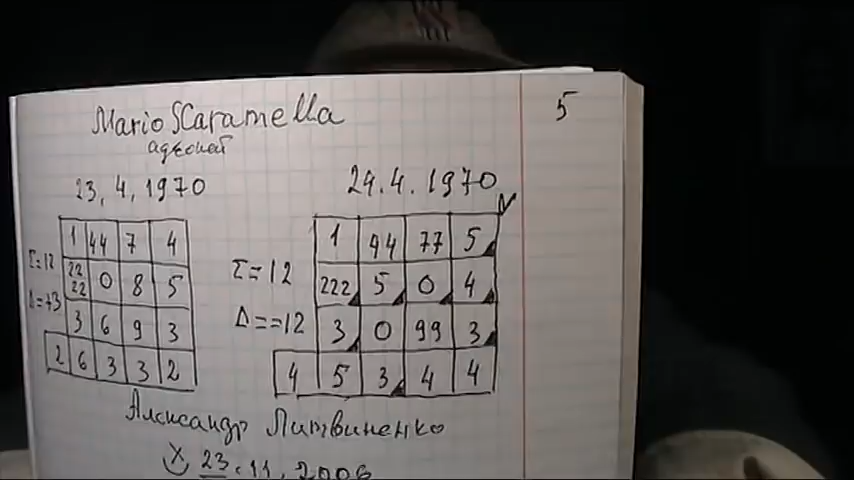 Mario SCaramella
5
адвокат
23, 4, 1970
24.4.1970
1 44 7 4
1 44 77 5
Σ=12
22 22 0 8 5
Σ=12
222 5 0 4
3 6 9 3
Δ==12
3 0 99 3
2 6 3 3 2
4 5 3 4 4
Александр Литвиненко
X 23.11.2006